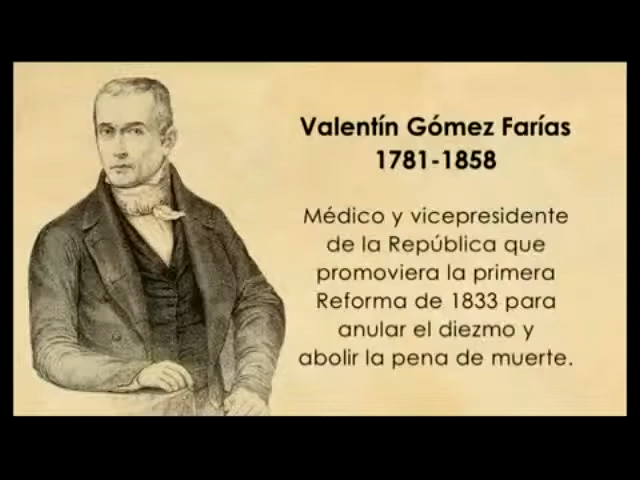 Valentín Gómez Farías
1781-1858
Médico y vicepresidente
de la República que
promoviera la primera
Reforma de 1833 para
anular el diezmo y
abolir la pena de muerte.